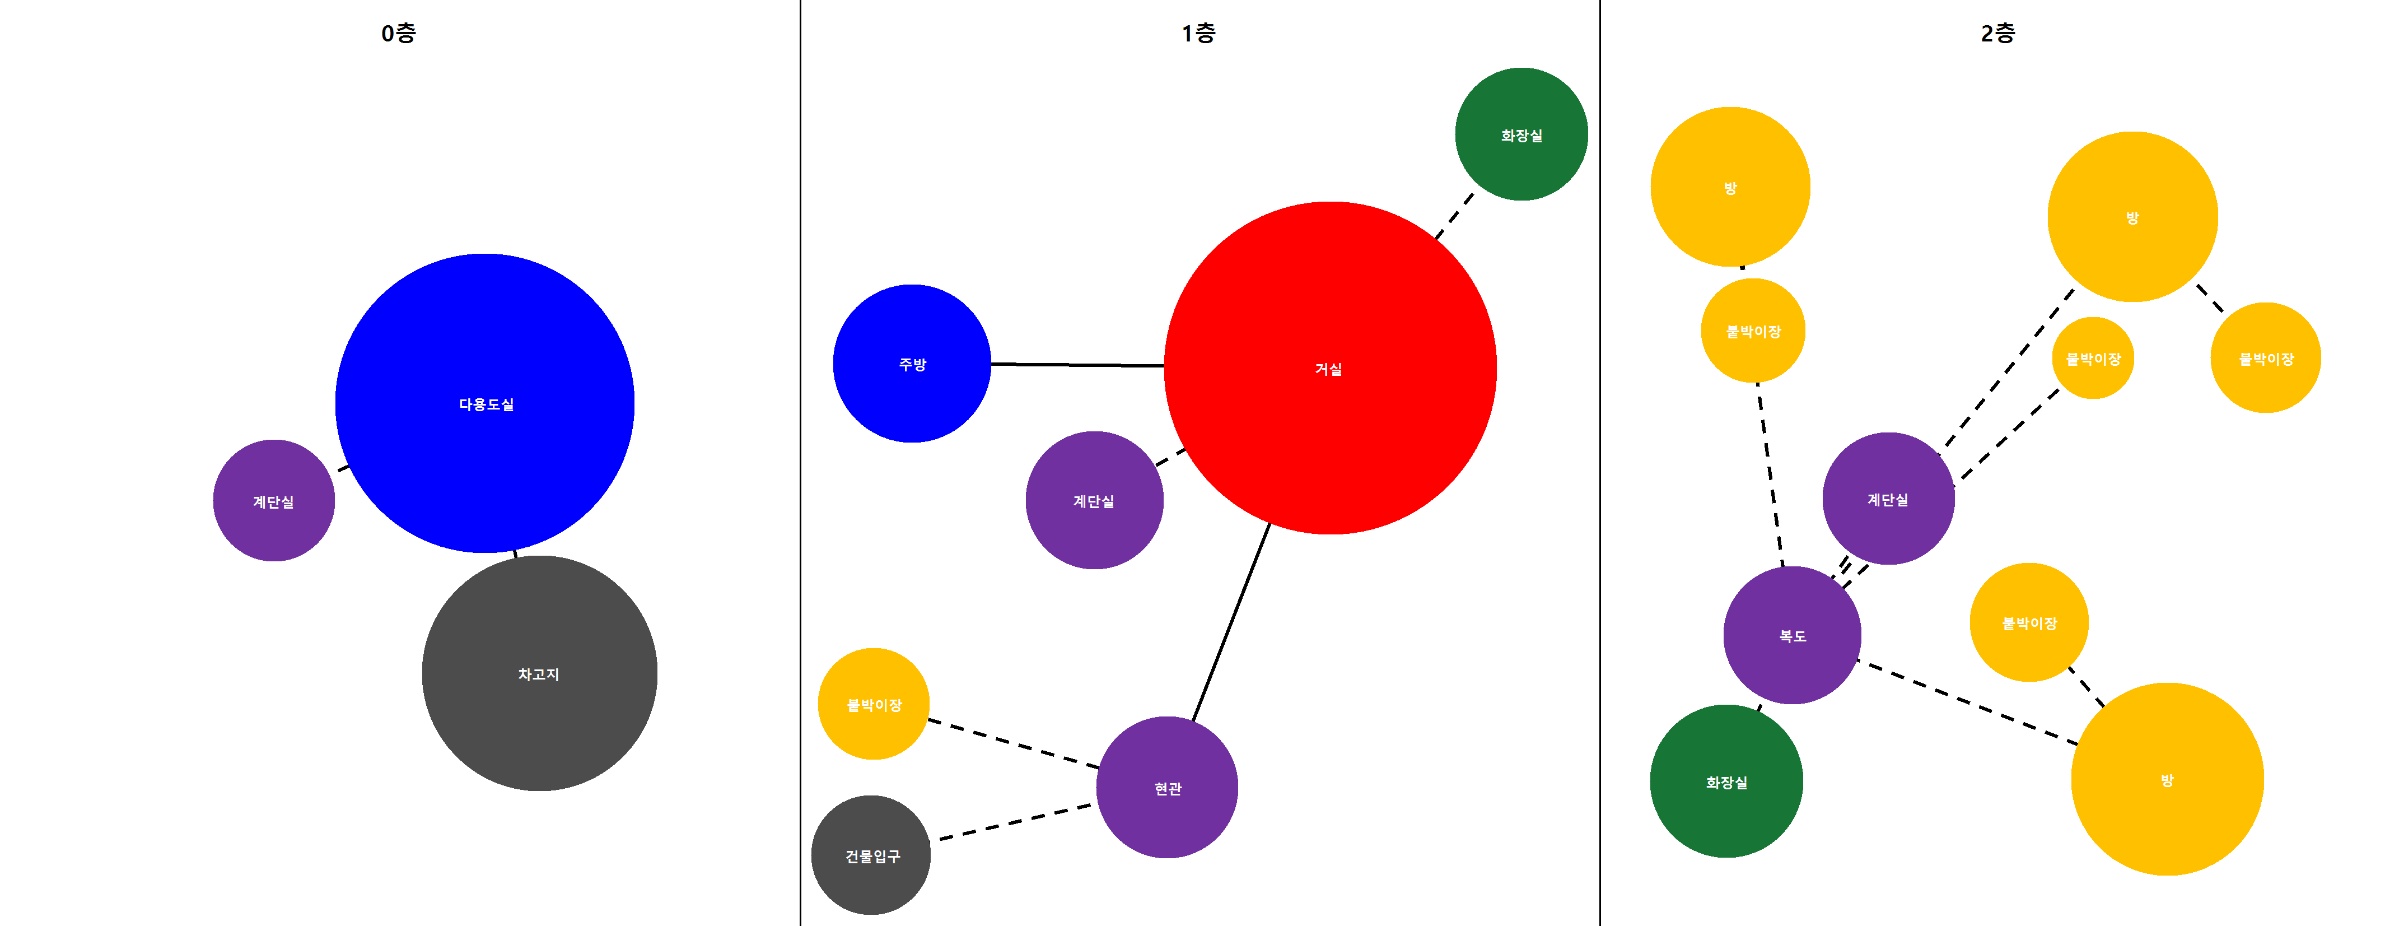 0층
다용도실
계단실
차고지
1층
화장실
주방
거실
계단실
붙박이장
현관
건물입구
2층
방
방
붙박이장
붙박이장
붙박이장
계단실
붙박이장
복도
화장실
방